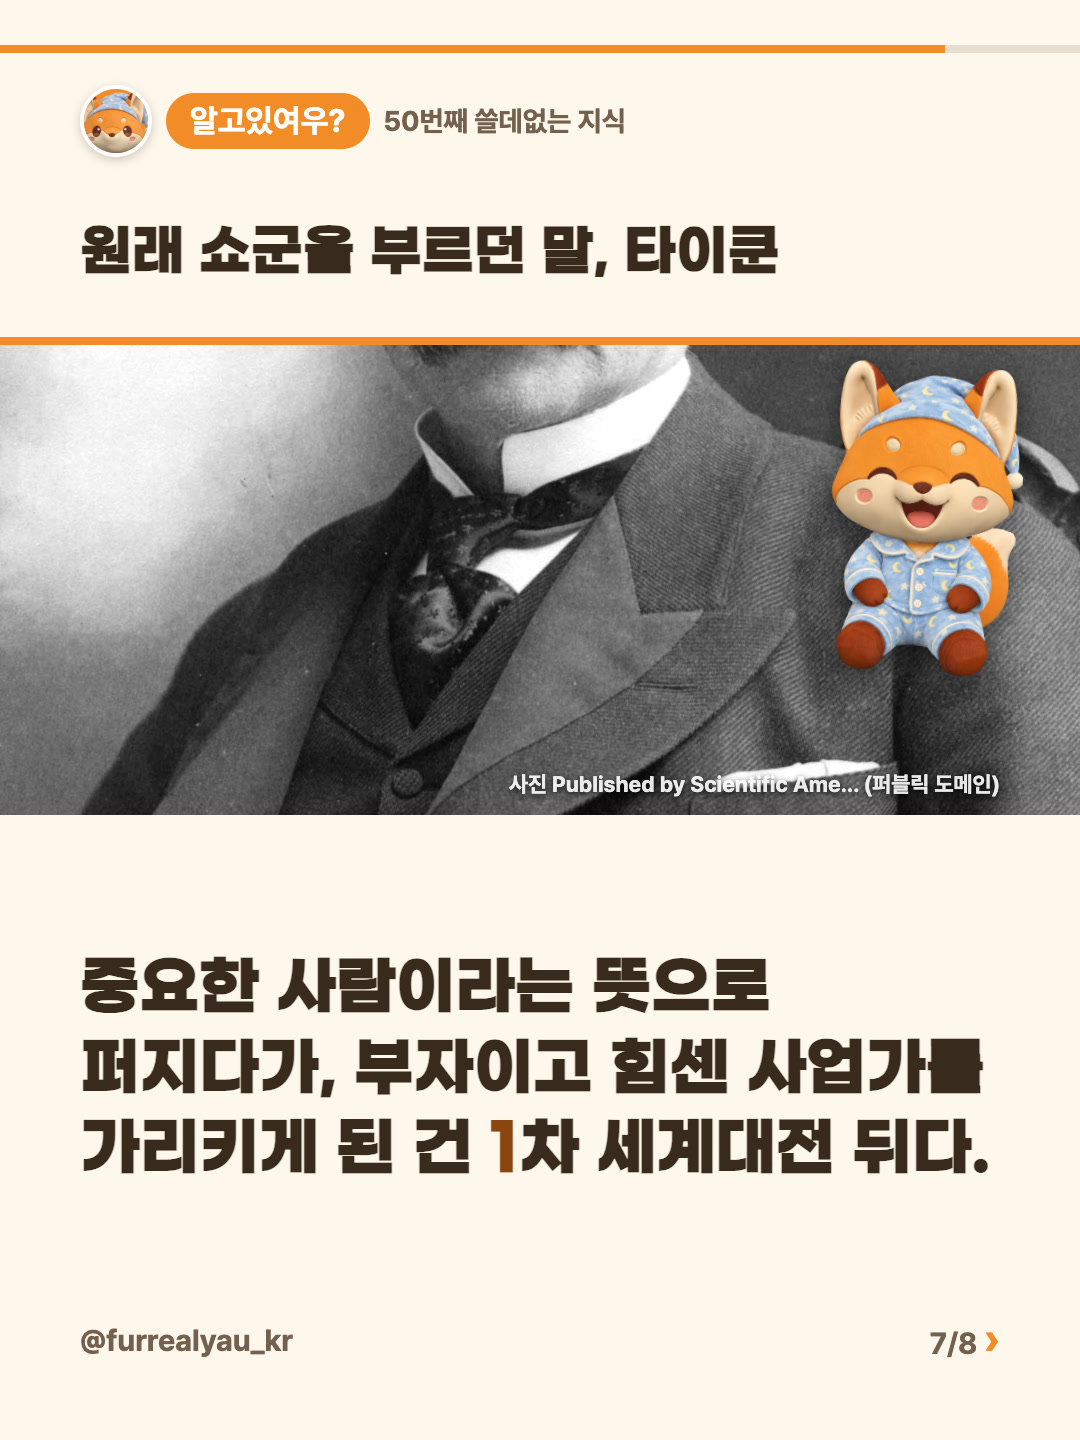 알고있여우?
50번째 쓸데없는 지식
원래 쇼군을 부르던 말, 타이쿤
사진 Published by Scientific Ame... (퍼블릭 도메인)
중요한 사람이라는 뜻으로
퍼지다가, 부자이고 힘센 사업가를
가리키게 된 건 1차 세계대전 뒤다.
@furrealyau_kr
7/8 ›